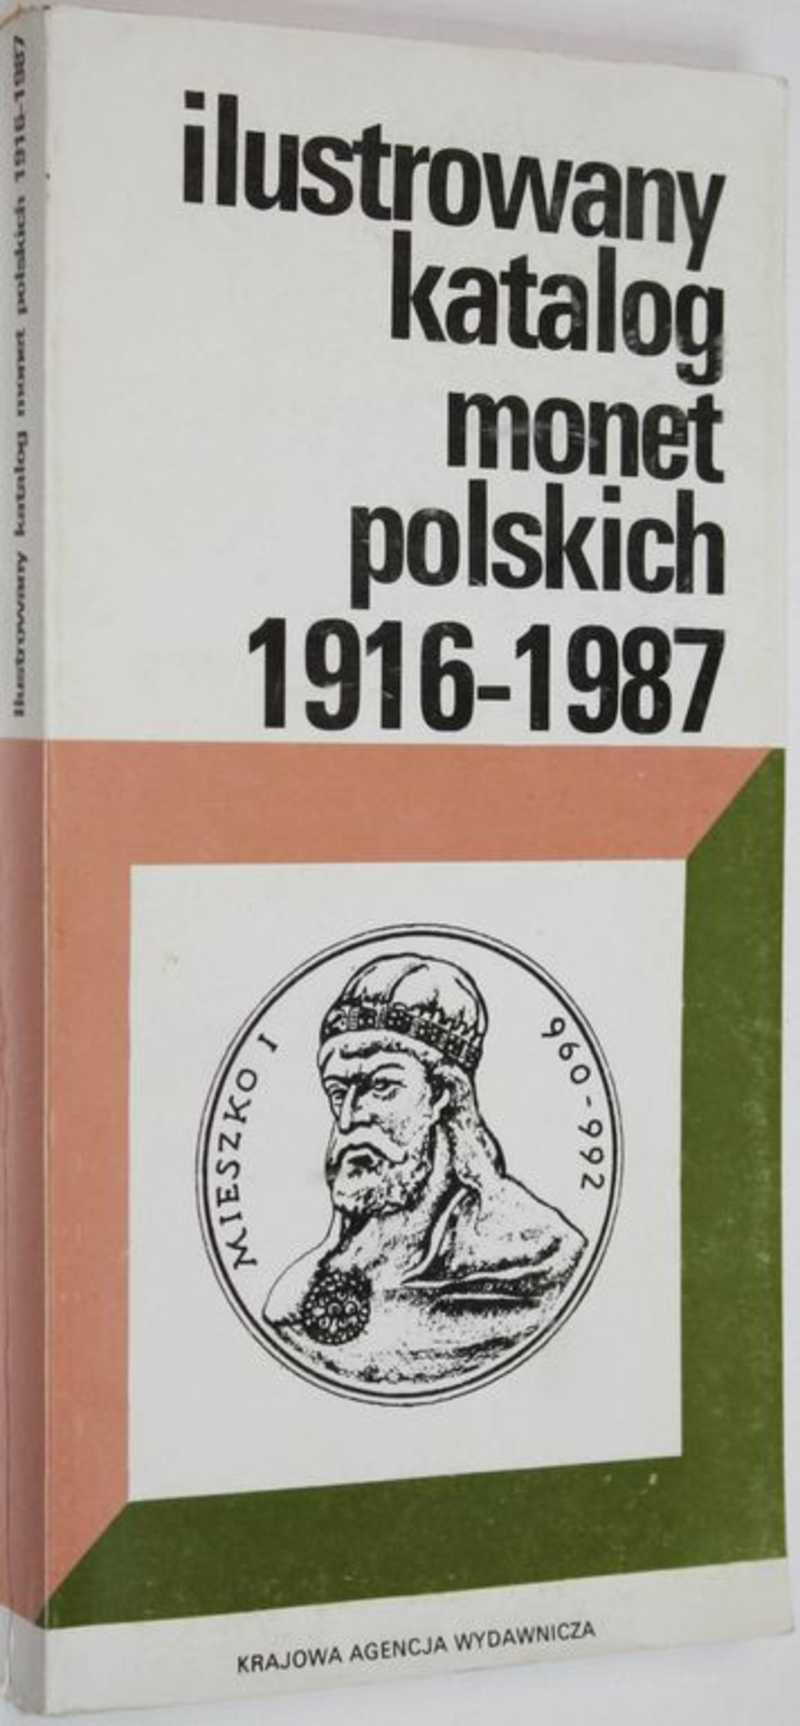 ilustrowany katalog monet polskich 1916-1987
ilustrowany
katalog
monet
polskich
1916-1987
MIESZKO I
960-992
KRAJOWA AGENCJA WYDAWNICZA